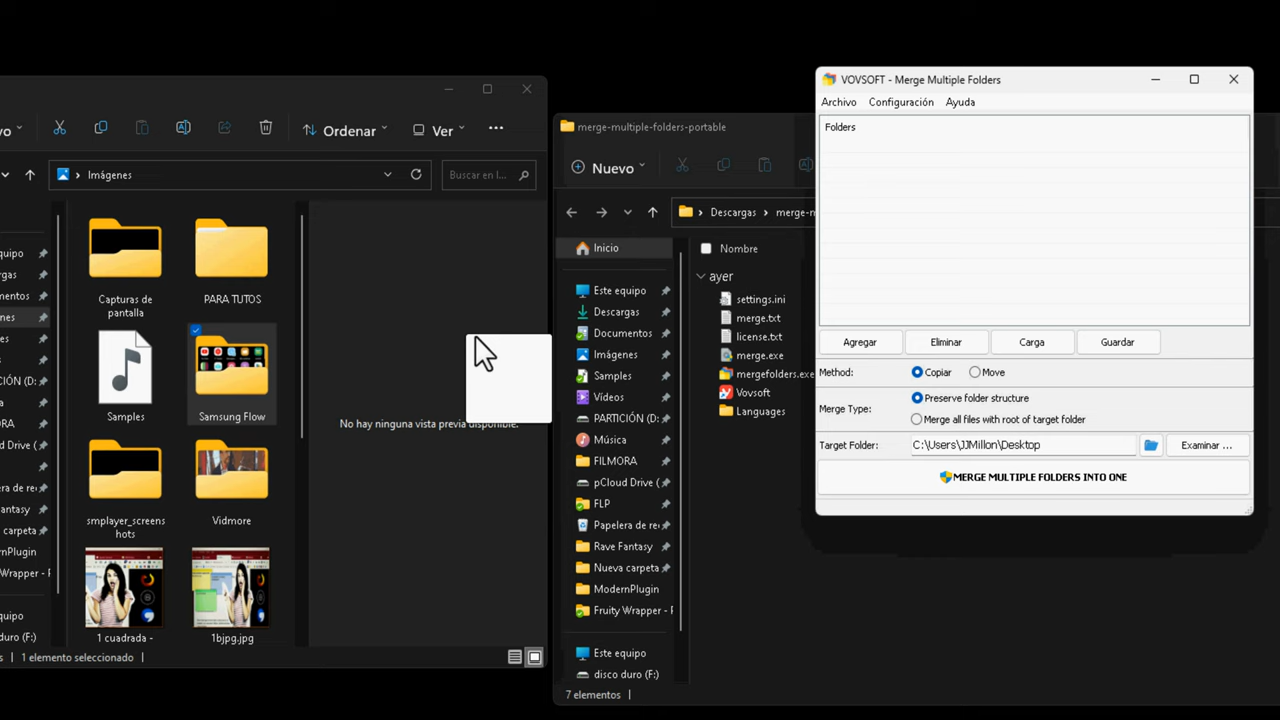 vo
Ordenar
Ver
Imágenes
Buscar en I...
equipo
rgas
mentos
nes
es
CIÓN (D:
l Drive (
era de re
antasy
carpeta
rnPlugin
Wrapper - F
quipo
uro (F:)
Capturas de
pantalla
PARA TUTOS
Samples
Samsung Flow
smplayer_screens
hots
Vidmore
1 cuadrada -
1bjpg.jpg
No hay ninguna vista previa disponible.
s | 1 elemento seleccionado |
merge-multiple-folders-portable
Nuevo
Descargas > merge-m
Inicio
Este equipo
Descargas
Documentos
Imágenes
Samples
Vídeos
PARTICIÓN (D:
Música
FILMORA
pCloud Drive (
FLP
Papelera de re
Rave Fantasy
Nueva carpeta
ModernPlugin
Fruity Wrapper - F
Este equipo
disco duro (F:)
Nombre
ayer
settings.ini
merge.txt
license.txt
merge.exe
mergefolders.exe
Vovsoft
Languages
7 elementos |
VOVSOFT - Merge Multiple Folders
Archivo Configuración Ayuda
Folders
Agregar Eliminar Carga Guardar
Method: Copiar Move
Merge Type: Preserve folder structure
Merge all files with root of target folder
Target Folder: C:\Users\JJMillon\Desktop Examinar ...
MERGE MULTIPLE FOLDERS INTO ONE